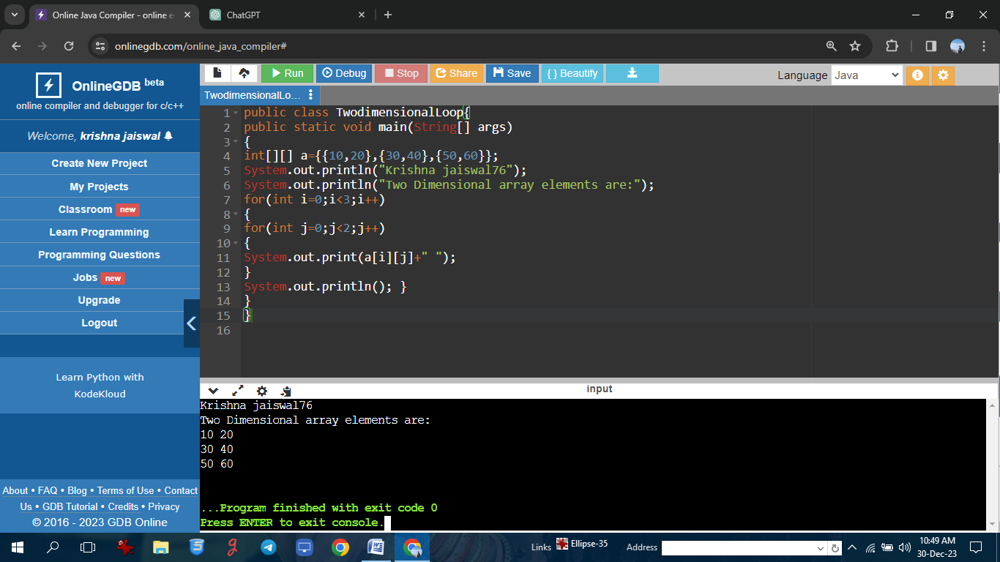 Online Java Compiler - online e
ChatGPT
onlinegdb.com/online_java_compiler#
OnlineGDB beta
online compiler and debugger for c/c++
Welcome, krishna jaiswal
Create New Project
My Projects
Classroom new
Learn Programming
Programming Questions
Jobs new
Upgrade
Logout
Learn Python with
KodeKloud
About • FAQ • Blog • Terms of Use • Contact
Us • GDB Tutorial • Credits • Privacy
© 2016 - 2023 GDB Online
Run Debug Stop Share Save { } Beautify
Language Java
TwodimensionalLo...
1 public class TwodimensionalLoop{
2 public static void main(String[] args)
3 {
4 int[][] a={{10,20},{30,40},{50,60}};
5 System.out.println("Krishna jaiswal76");
6 System.out.println("Two Dimensional array elements are:");
7 for(int i=0;i<3;i++)
8 {
9 for(int j=0;j<2;j++)
10 {
11 System.out.print(a[i][j]+" ");
12 }
13 System.out.println(); }
14 }
15 }
16
input
Krishna jaiswal76
Two Dimensional array elements are:
10 20
30 40
50 60
...Program finished with exit code 0
Press ENTER to exit console.
Links Ellipse-35 Address
10:49 AM
30-Dec-23